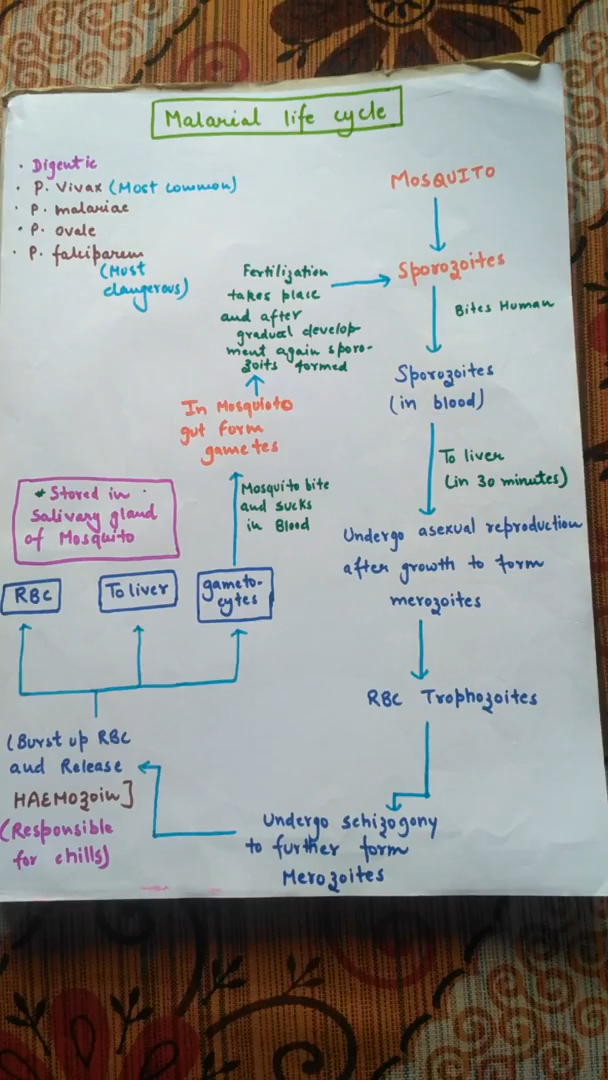 Malarial life cycle
• Digentic
• P. Vivax (Most common)
• P. malariae
• P. ovale
• P. falciparem
(Most
dangerous)
MOSQUITO
Sporozoites
Bites Human
Sporozoites
(in blood)
To liver
(in 30 minutes)
Undergo asexual reproduction
after growth to form
merozoites
RBC Trophozoites
Undergo schizogony
to further form
Merozoites
(Burst up RBC
and Release
HAEMOZOIN]
(Responsible
for chills)
RBC
To liver
gameto-
cytes
* Stored in
Salivary gland
of Mosquito
Mosquito bite
and sucks
in Blood
In Mosquioto
gut form
gametes
Fertilization
takes place
and after
gradual develop-
ment again sporo-
zoits formed